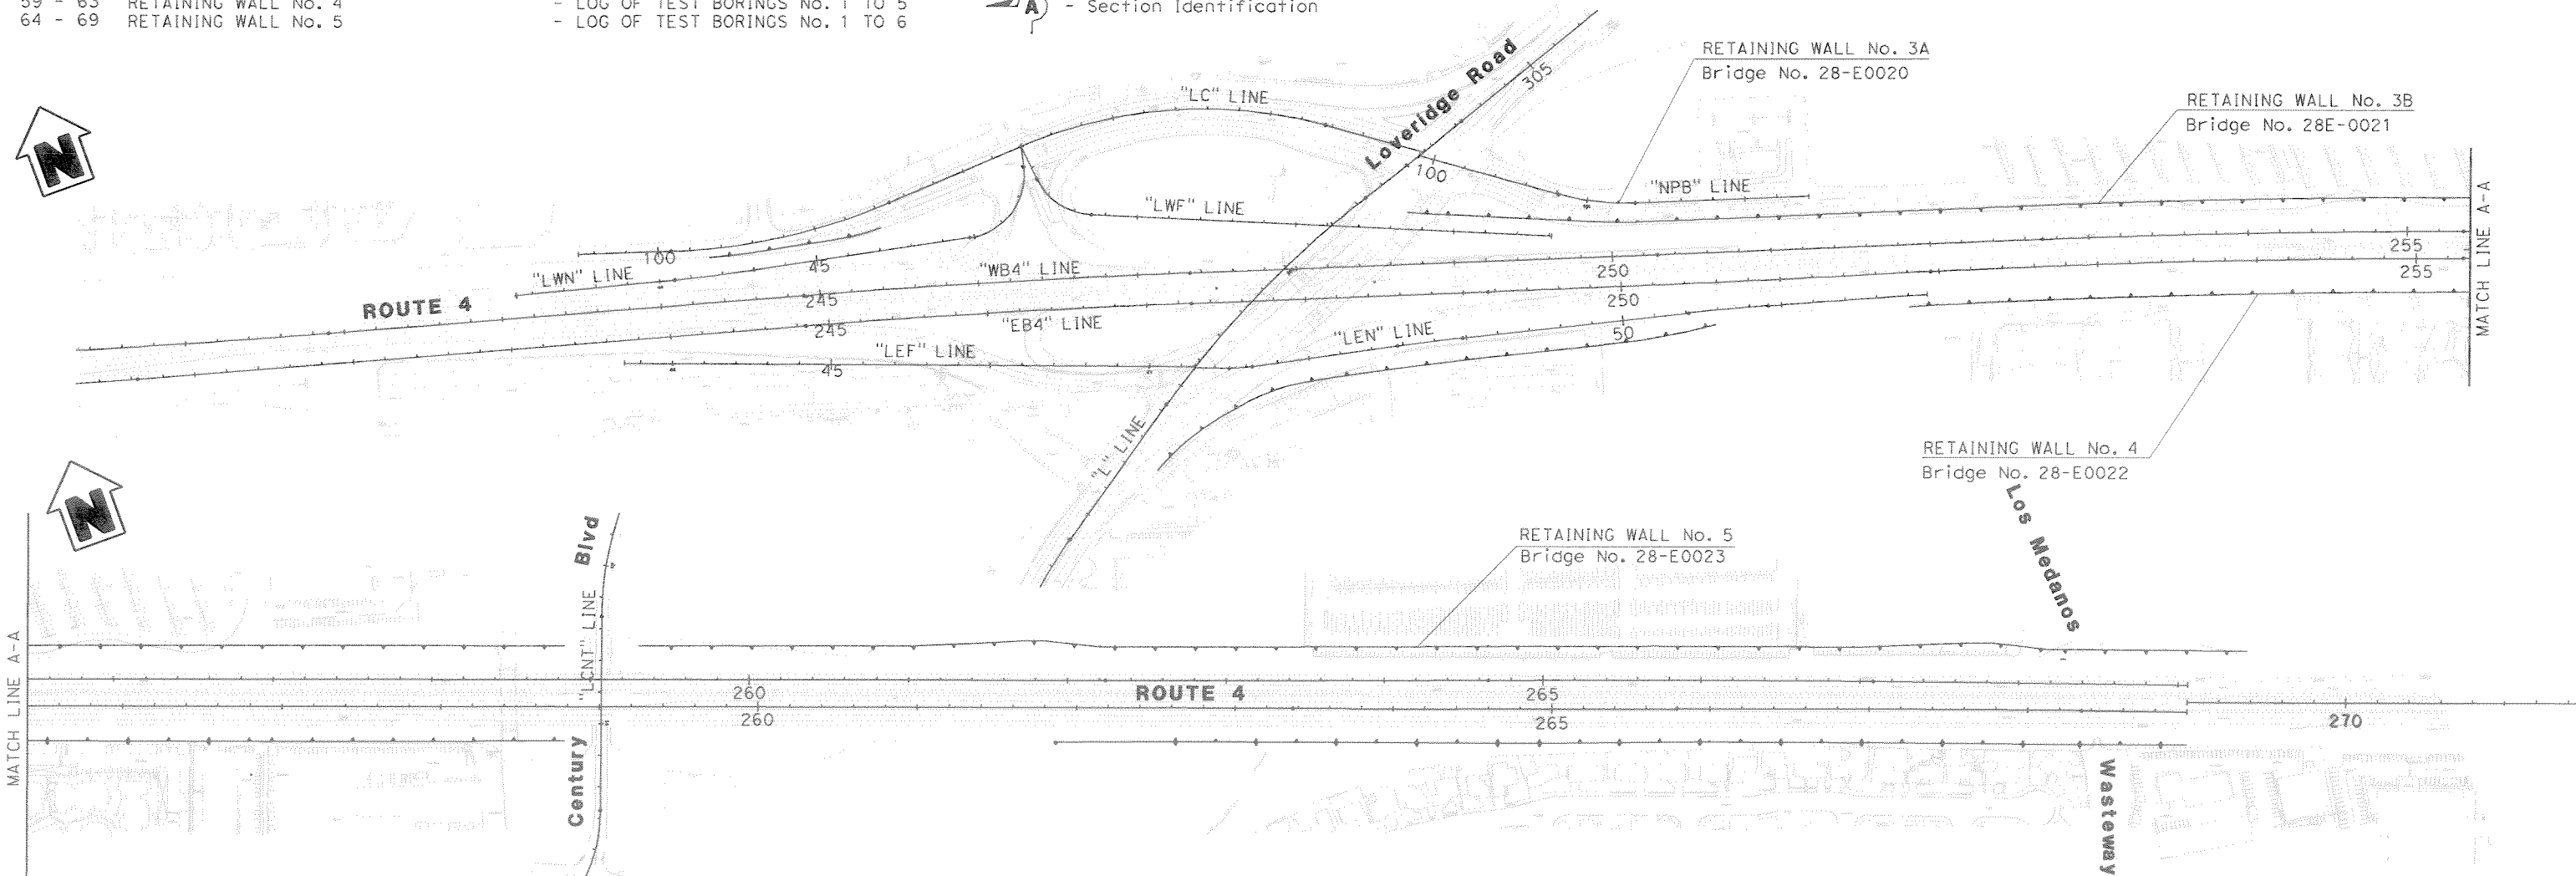 59 - 63 RETAINING WALL No. 4 - LOG OF TEST BORINGS No. 1 TO 5
64 - 69 RETAINING WALL No. 5 - LOG OF TEST BORINGS No. 1 TO 6
A - Section Identification
N
Loveridge Road
305
RETAINING WALL No. 3A
Bridge No. 28-E0020
RETAINING WALL No. 3B
Bridge No. 28E-0021
"LC" LINE
100
"NPB" LINE
"LWF" LINE
MATCH LINE A-A
100
45
"LWN" LINE
"WB4" LINE
250
255
255
ROUTE 4
245
245
"EB4" LINE
250
"LEN" LINE
50
"LEF" LINE
45
"L" LINE
RETAINING WALL No. 4
Bridge No. 28-E0022
N
Los Medanos
Wasteway
RETAINING WALL No. 5
Bridge No. 28-E0023
Century Blvd
"LCNT" LINE
MATCH LINE A-A
260
260
ROUTE 4
265
265
270